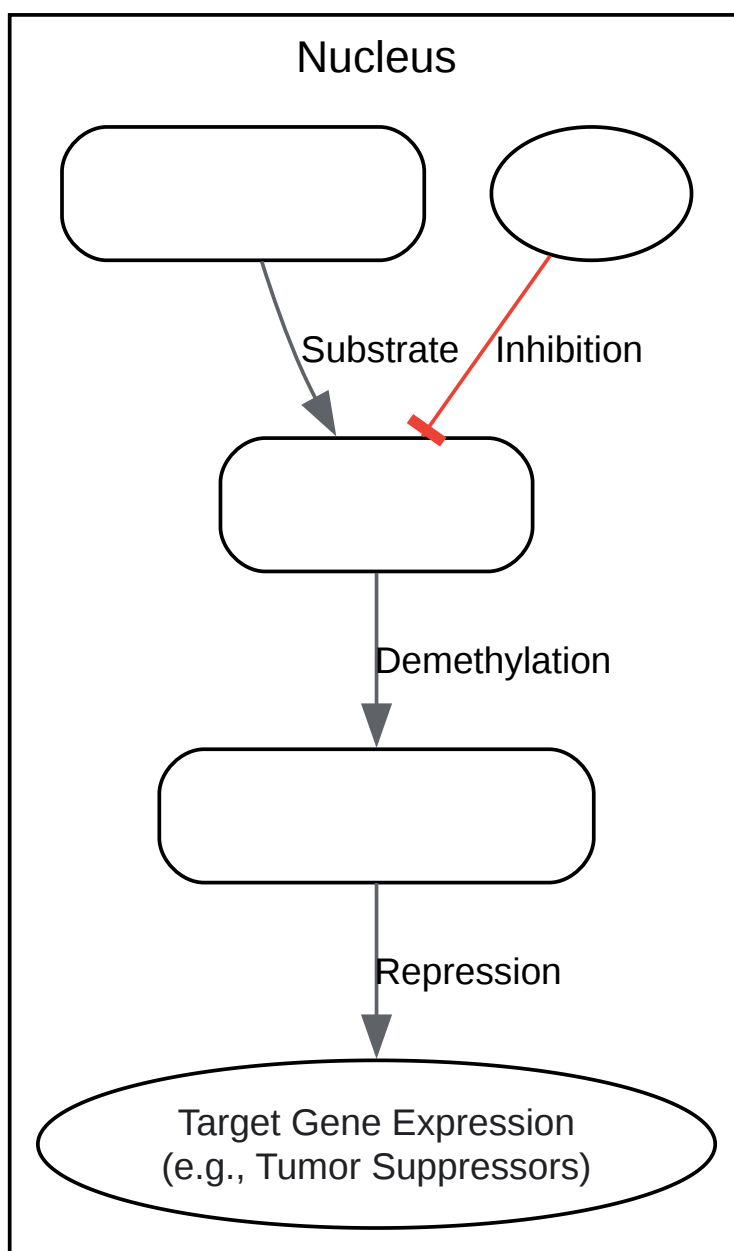 Nucleus
Substrate
Inhibition
Demethylation
Repression
Target Gene Expression
(e.g., Tumor Suppressors)